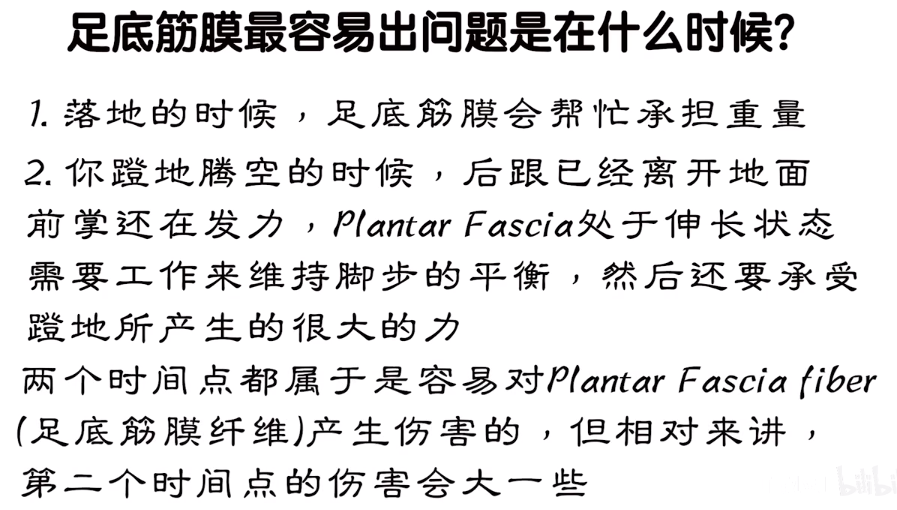 足底筋膜最容易出问题是在什么时候?
1. 落地的时候，足底筋膜会帮忙承担重量
2. 你蹬地腾空的时候，后跟已经离开地面
前掌还在发力，Plantar Fascia处于伸长状态
需要工作来维持脚步的平衡，然后还要承受
蹬地所产生的很大的力
两个时间点都属于是容易对Plantar Fascia fiber
(足底筋膜纤维)产生伤害的，但相对来讲，
第二个时间点的伤害会大一些